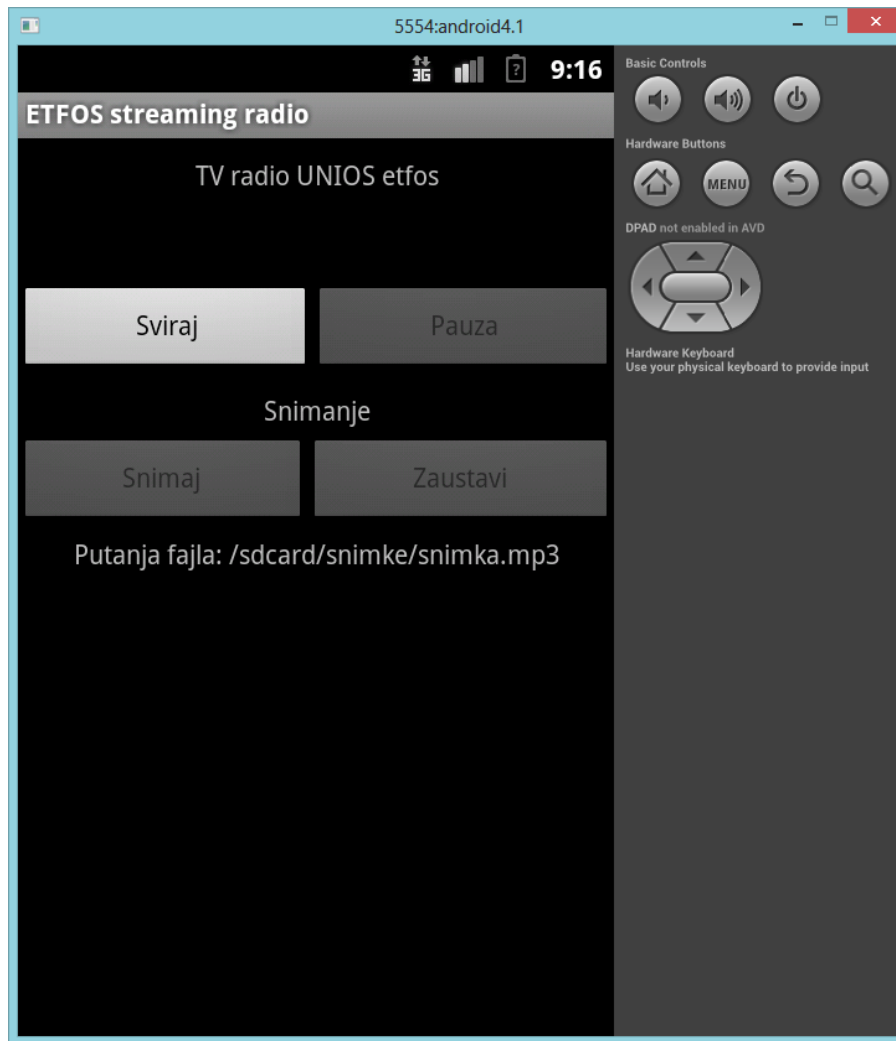 5554:android4.1
3G
?
9:16
ETFOS streaming radio
TV radio UNIOS etfos
Sviraj
Pauza
Snimanje
Snimaj
Zaustavi
Putanja fajla: /sdcard/snimke/snimka.mp3
Basic Controls
Hardware Buttons
MENU
DPAD not enabled in AVD
Hardware Keyboard
Use your physical keyboard to provide input